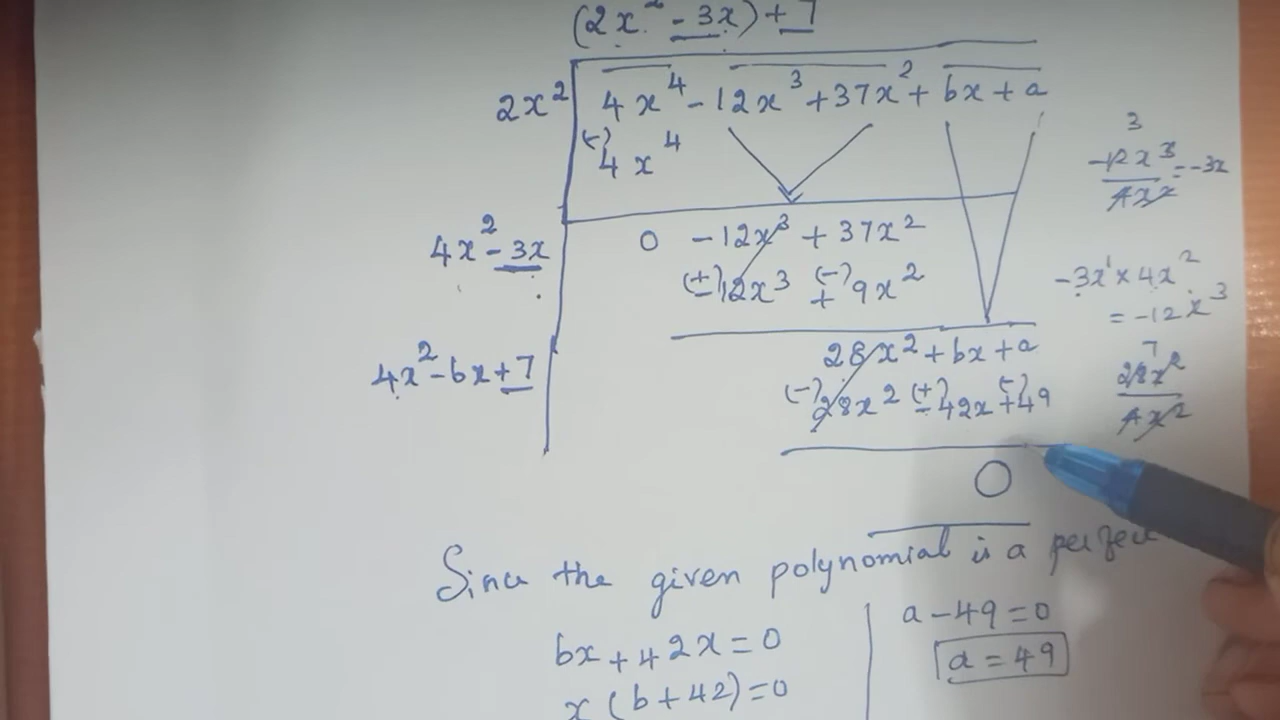 (2x² - 3x) + 7
2x² 4x⁴ - 12x³ + 37x² + bx + a
(-) 4x⁴
4x² - 3x 0 - 12x³ + 37x²
(+) - 12x³ (-) + 9x²
4x² - 6x + 7 28x² + bx + a
(-) 28x² (+) - 42x (-) + 49
0
3
-12x³ / 4x² = -3x
-3x¹ × 4x²
= -12x³
7
28x² / 4x²
Since the given polynomial is a
bx + 42x = 0
x (b + 42) = 0
a - 49 = 0
a = 49